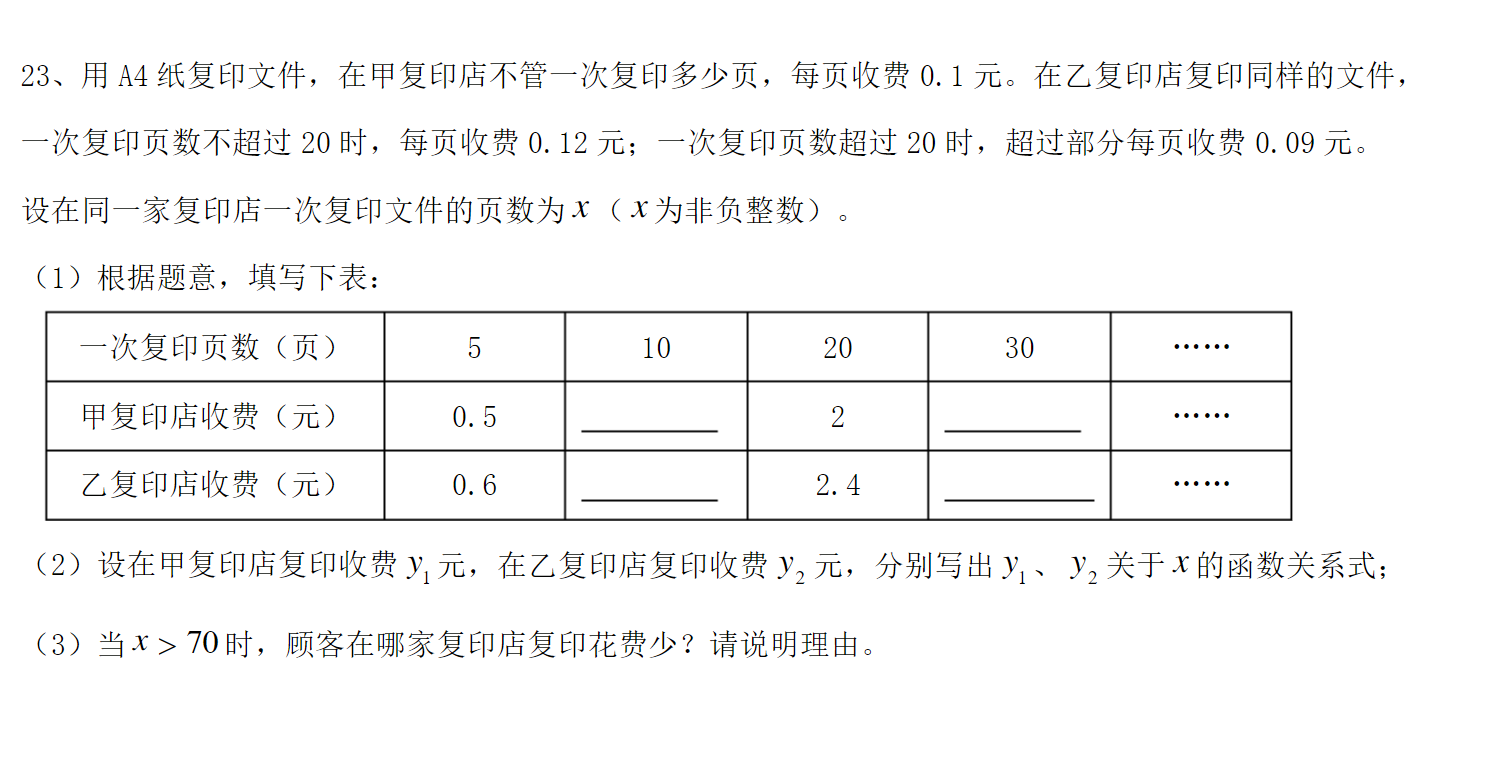 23、用 A4 纸复印文件，在甲复印店不管一次复印多少页，每页收费 0.1 元。在乙复印店复印同样的文件，
一次复印页数不超过 20 时，每页收费 0.12 元；一次复印页数超过 20 时，超过部分每页收费 0.09 元。
设在同一家复印店一次复印文件的页数为 x（ x 为非负整数）。
（1）根据题意，填写下表：
一次复印页数（页） 5 10 20 30 ……
甲复印店收费（元） 0.5 ______ 2 ______ ……
乙复印店收费（元） 0.6 ______ 2.4 ______ ……
（2）设在甲复印店复印收费 y₁ 元，在乙复印店复印收费 y₂ 元，分别写出 y₁ 、 y₂ 关于 x 的函数关系式；
（3）当 x > 70 时，顾客在哪家复印店复印花费少？请说明理由。